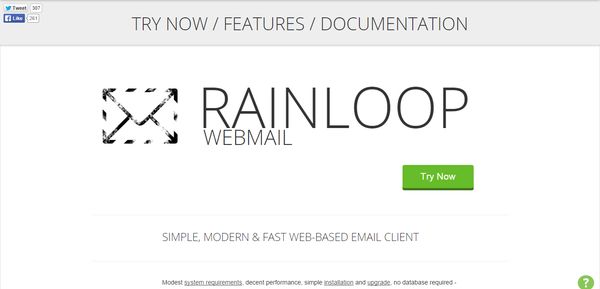 Tweet 307
Like 1,261
TRY NOW / FEATURES / DOCUMENTATION
RAINLOOP
WEBMAIL
Try Now
SIMPLE, MODERN & FAST WEB-BASED EMAIL CLIENT
Modest system requirements, decent performance, simple installation and upgrade, no database required -
?